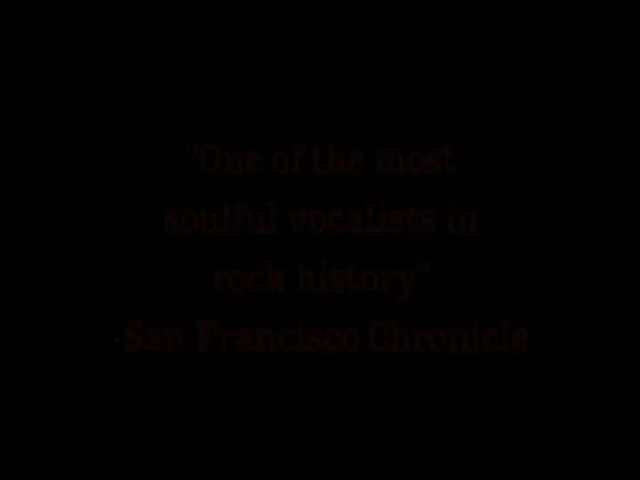 "One of the most
soulful vocalists in
rock history"
-San Francisco Chronicle